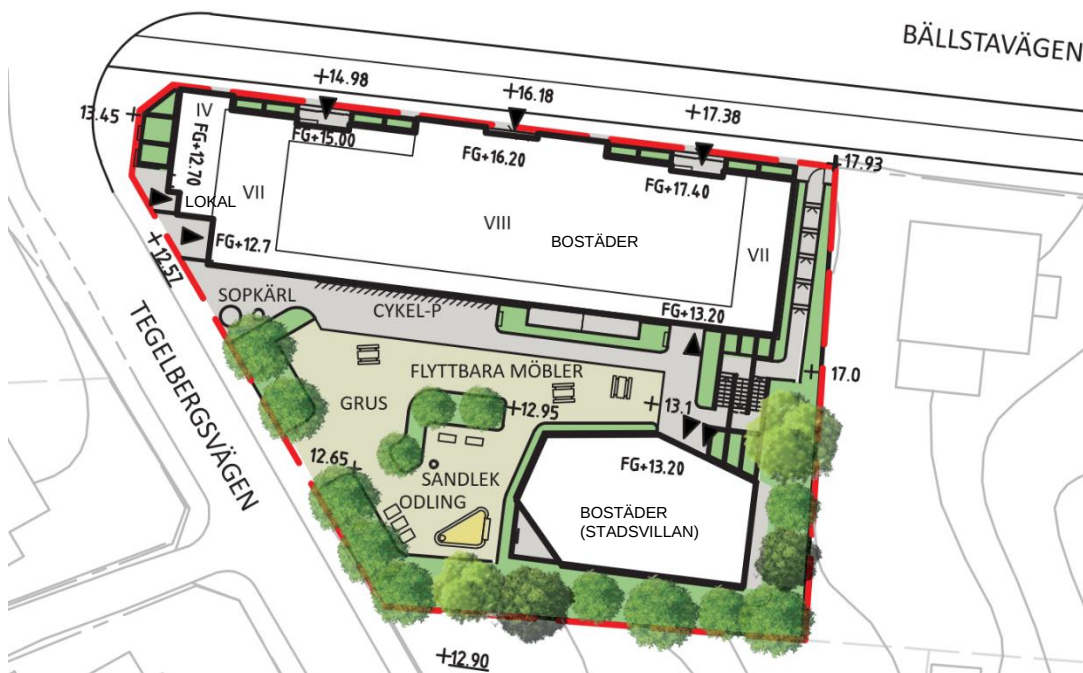 BÄLLSTAVÄGEN
+14.98
+16.18
+17.38
13.45+
IV
FG+15.00
FG+16.20
FG+17.40
+17.93
FG+12.70
LOKAL
VII
VIII
BOSTÄDER
VII
FG+12.7
+12.57
SOPKÄRL
CYKEL-P
FG+13.20
TEGELBERGSVÄGEN
FLYTTBARA MÖBLER
GRUS
+12.95
+13.1
+17.0
12.65+
SANDLEK
ODLING
FG+13.20
BOSTÄDER
(STADSVILLAN)
+12.90